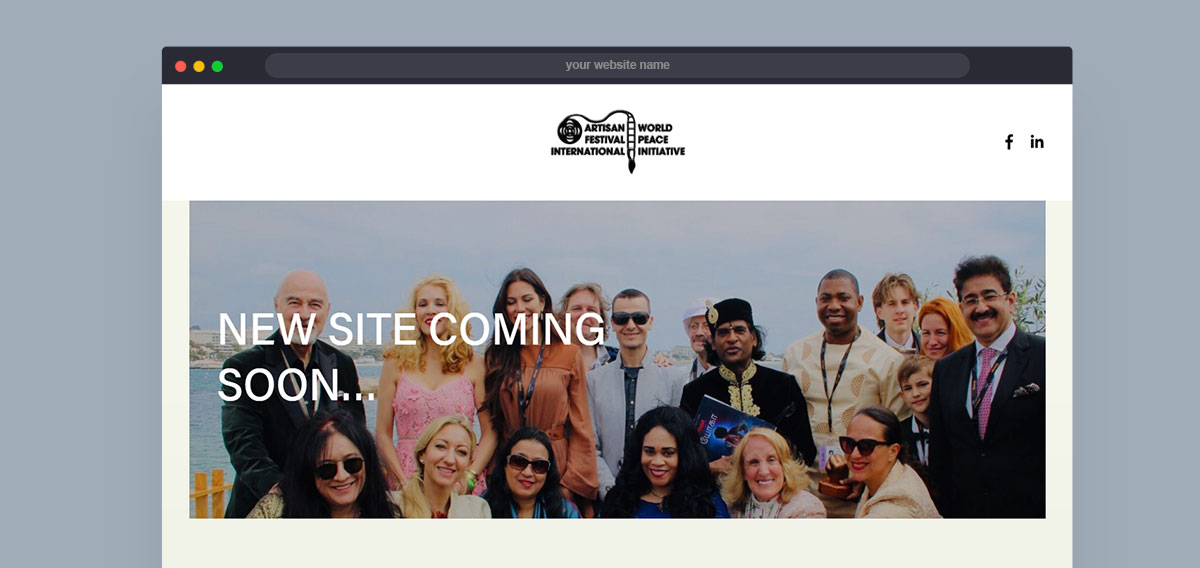 your website name
ARTISAN WORLD
FESTIVAL PEACE
INTERNATIONAL INITIATIVE
f in
NEW SITE COMING
SOON...